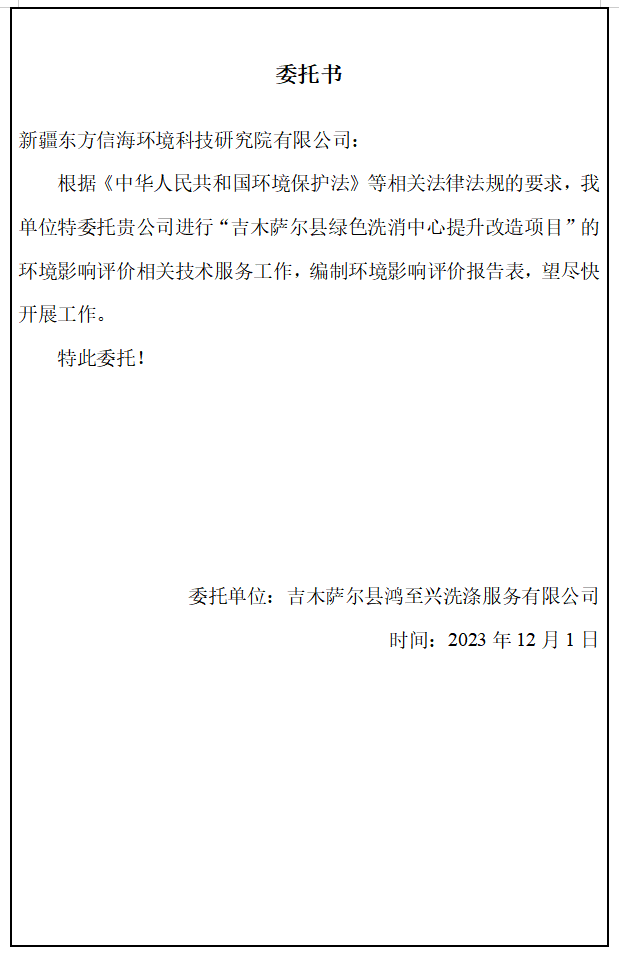 委托书
新疆东方信海环境科技研究院有限公司：
根据《中华人民共和国环境保护法》等相关法律法规的要求，我
单位特委托贵公司进行“吉木萨尔县绿色洗消中心提升改造项目”的
环境影响评价相关技术服务工作，编制环境影响评价报告表，望尽快
开展工作。
特此委托！
委托单位：吉木萨尔县鸿至兴洗涤服务有限公司
时间：2023 年 12 月 1 日